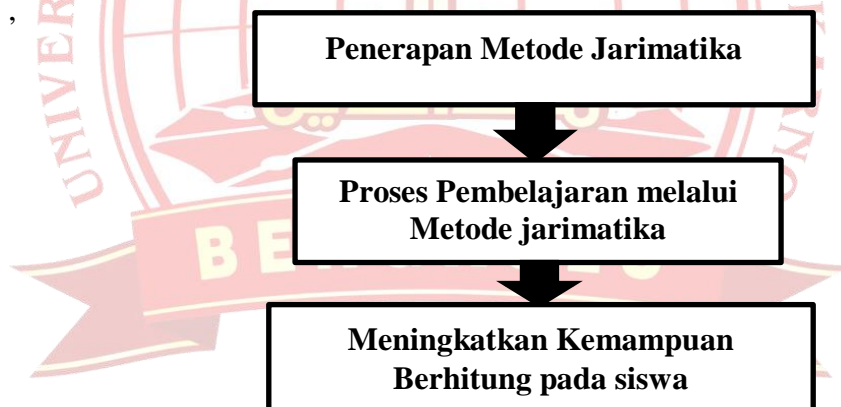 ,
Penerapan Metode Jarimatika
Proses Pembelajaran melalui
Metode jarimatika
Meningkatkan Kemampuan
Berhitung pada siswa